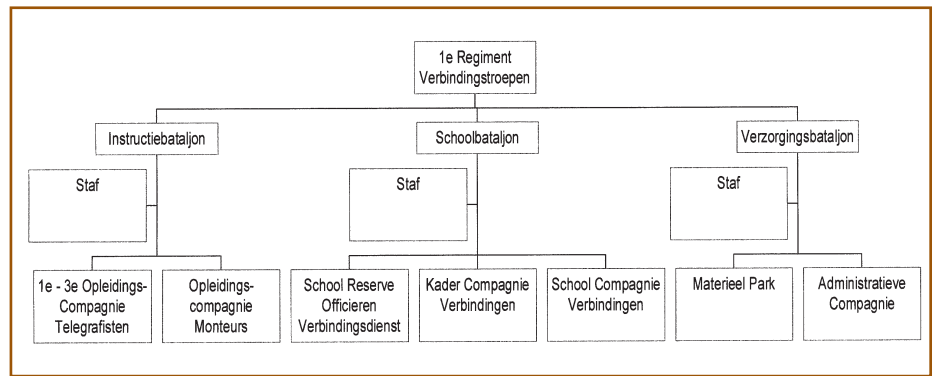 1e Regiment
Verbindingstroepen
Instructiebataljon
Schoolbataljon
Verzorgingsbataljon
Staf
Staf
Staf
1e - 3e Opleidings-
Compagnie
Telegrafisten
Opleidings-
compagnie
Monteurs
School Reserve
Officieren
Verbindingsdienst
Kader Compagnie
Verbindingen
School Compagnie
Verbindingen
Materieel Park
Administratieve
Compagnie